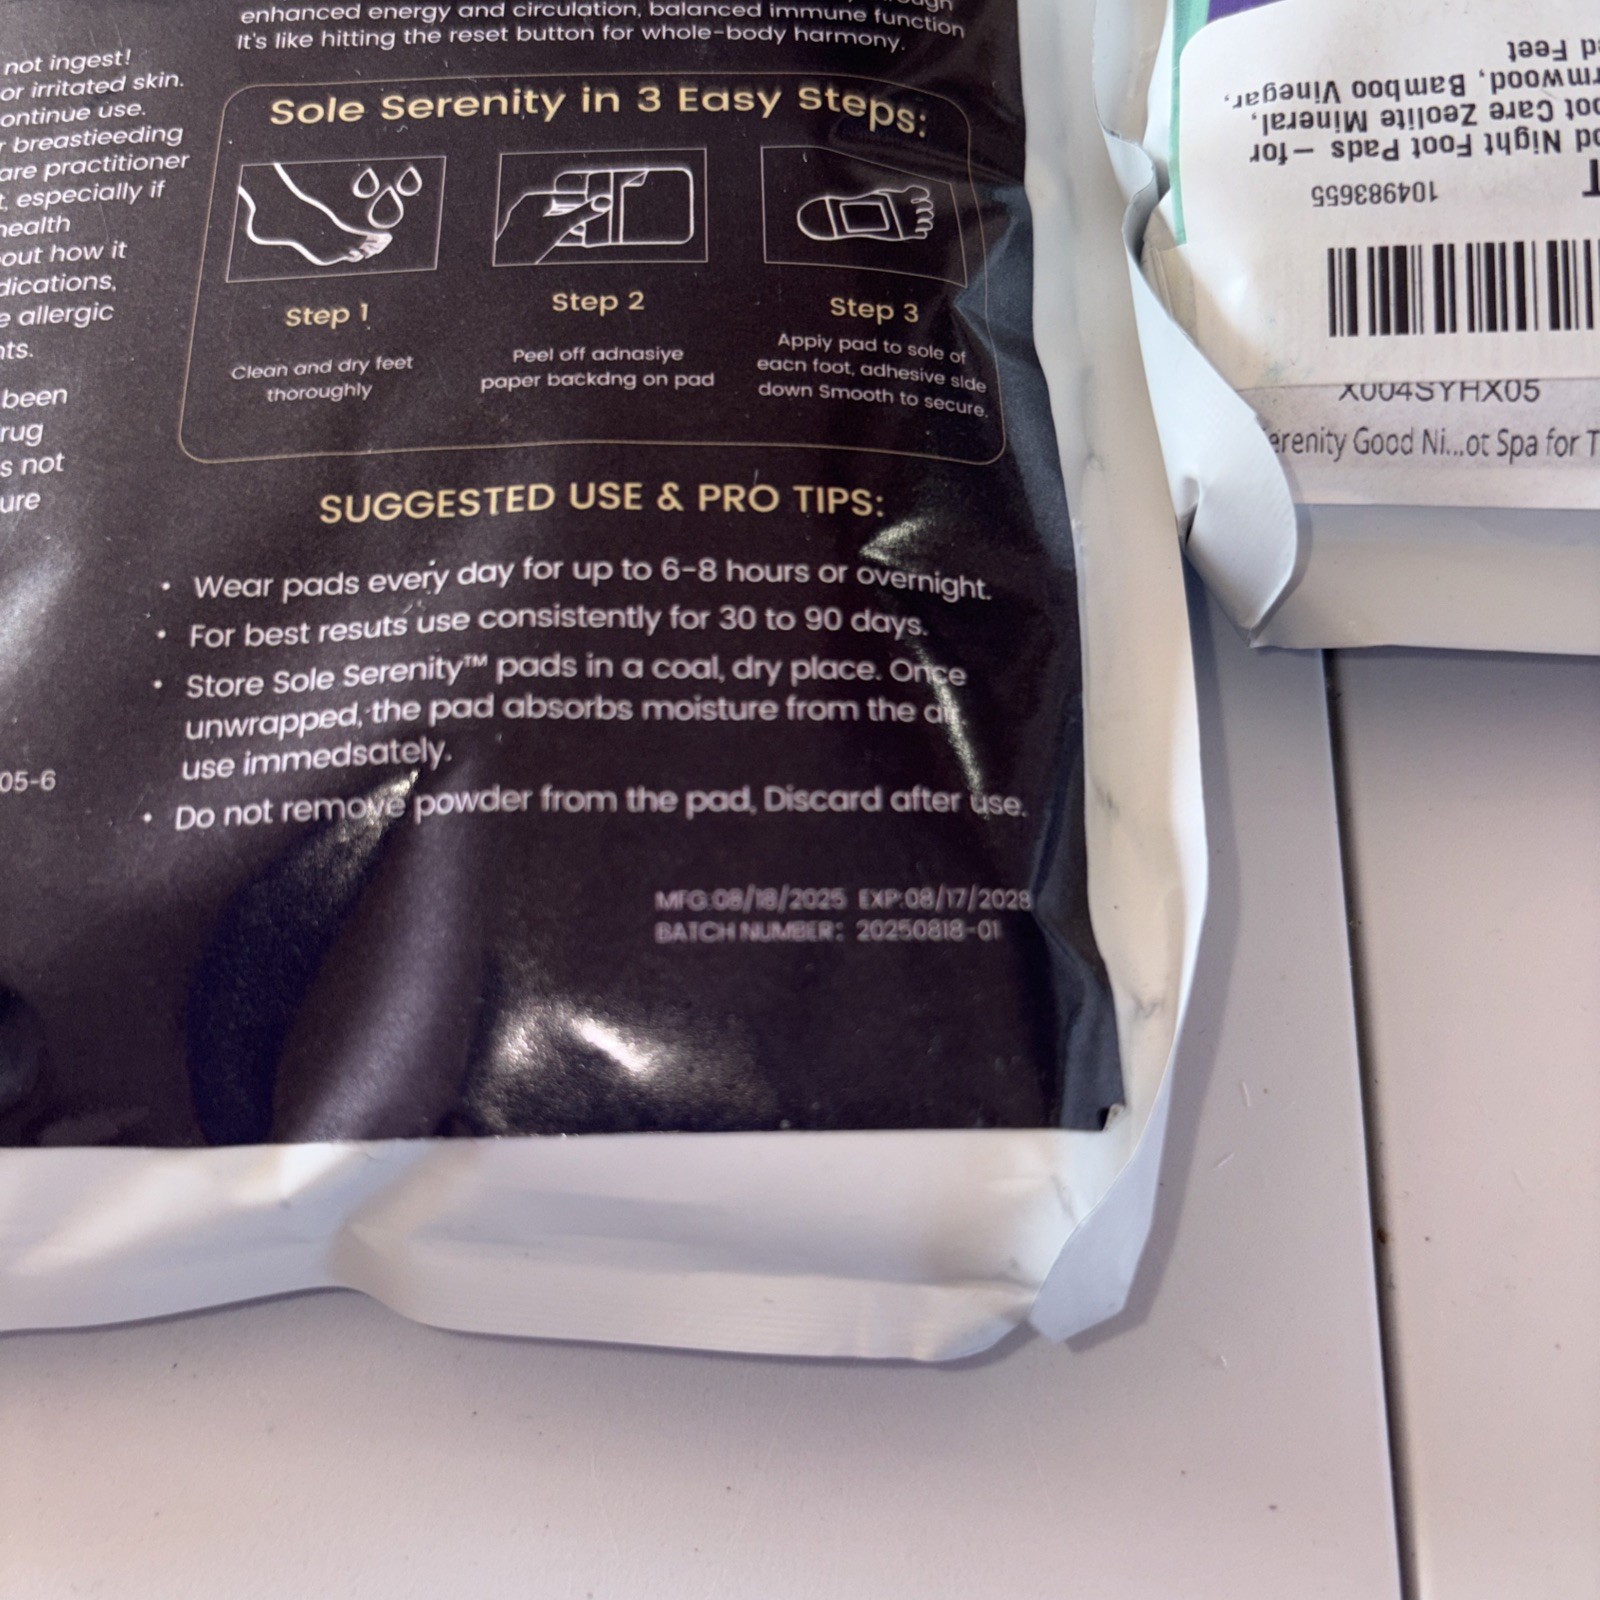 not ingest!
or irritated skin.
ontinue use.
r breastieeding
are practitioner
t, especially if
health
out how it
dications,
e allergic
nts.
been
rug
s not
ure
05-6
enhanced energy and circulation, balanced immune function
It's like hitting the reset button for whole-body harmony.
Sole Serenity in 3 Easy Steps:
Step 1
Clean and dry feet
thoroughly
Step 2
Peel off adnasiye
paper backdng on pad
Step 3
Appiy pad to sole of
eacn foot, adhesive slde
down Smooth to secure.
SUGGESTED USE & PRO TIPS:
• Wear pads every day for up to 6-8 hours or overnight.
• For best resuts use consistently for 30 to 90 days.
• Store Sole Serenity™ pads in a coal, dry place. Once
unwrapped, the pad absorbs moisture from the
use immedsately.
• Do not remove powder from the pad, Discard after use.
MFG:08/18/2025 EXP:08/17/2028
BATCH NUMBER: 20250818-01
T
104983655
od Night Foot Pads – for
oot Care Zeolite Mineral,
rmwood, Bamboo Vinegar,
ed Feet
X004SYHX05
erenity Good Ni...ot Spa for T